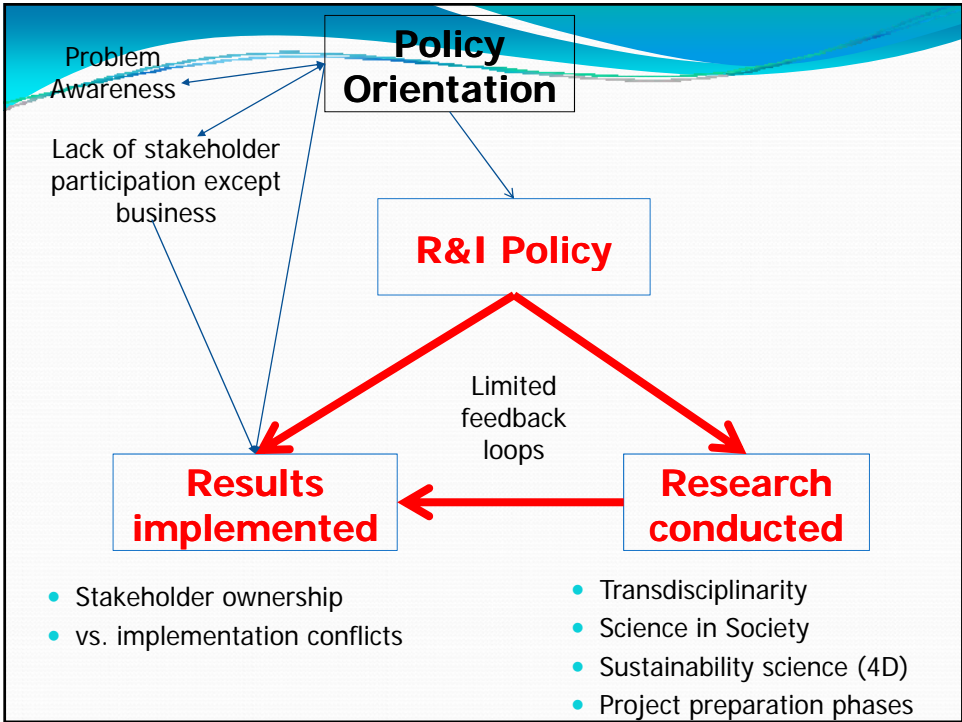 Policy
Orientation
Problem
Awareness
Lack of stakeholder
participation except
business
R&I Policy
Limited
feedback
loops
Results
implemented
Research
conducted
• Stakeholder ownership
• vs. implementation conflicts
• Transdisciplinarity
• Science in Society
• Sustainability science (4D)
• Project preparation phases